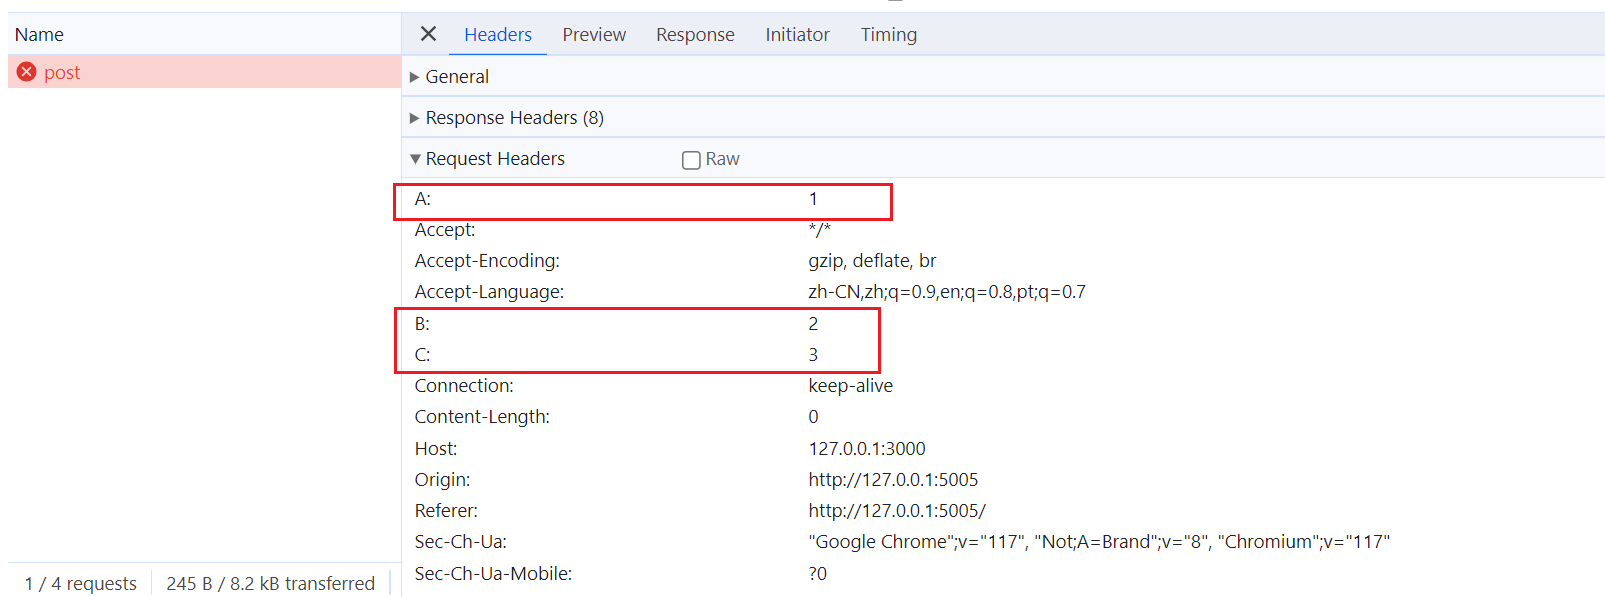 Name
Headers Preview Response Initiator Timing
post
General
Response Headers (8)
Request Headers Raw
A: 1
Accept: */*
Accept-Encoding: gzip, deflate, br
Accept-Language: zh-CN,zh;q=0.9,en;q=0.8,pt;q=0.7
B: 2
C: 3
Connection: keep-alive
Content-Length: 0
Host: 127.0.0.1:3000
Origin: http://127.0.0.1:5005
Referer: http://127.0.0.1:5005/
Sec-Ch-Ua: "Google Chrome";v="117", "Not;A=Brand";v="8", "Chromium";v="117"
Sec-Ch-Ua-Mobile: ?0
1 / 4 requests 245 B / 8.2 kB transferred